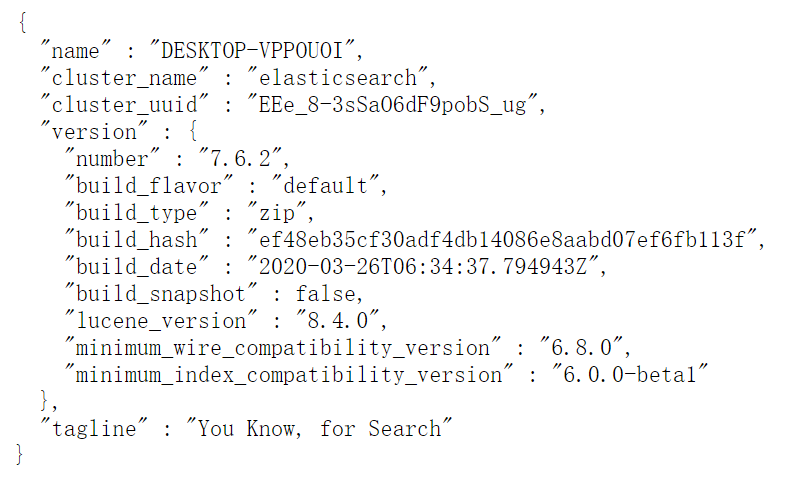 {
"name" : "DESKTOP-VPPOUOI",
"cluster_name" : "elasticsearch",
"cluster_uuid" : "EEe_8-3sSaO6dF9pobS_ug",
"version" : {
"number" : "7.6.2",
"build_flavor" : "default",
"build_type" : "zip",
"build_hash" : "ef48eb35cf30adf4db14086e8aabd07ef6fb113f",
"build_date" : "2020-03-26T06:34:37.794943Z",
"build_snapshot" : false,
"lucene_version" : "8.4.0",
"minimum_wire_compatibility_version" : "6.8.0",
"minimum_index_compatibility_version" : "6.0.0-beta1"
},
"tagline" : "You Know, for Search"
}